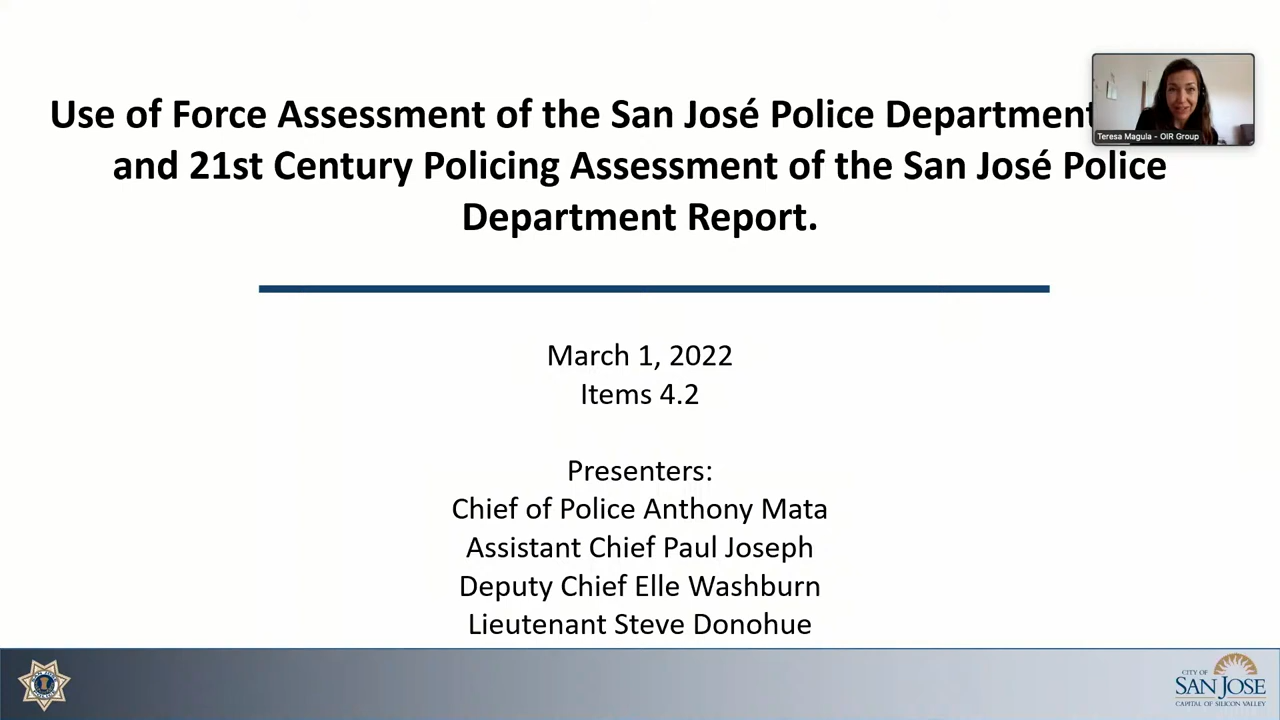 Use of Force Assessment of the San José Police Department
Teresa Magula - OIR Group
and 21st Century Policing Assessment of the San José Police
Department Report.
March 1, 2022
Items 4.2
Presenters:
Chief of Police Anthony Mata
Assistant Chief Paul Joseph
Deputy Chief Elle Washburn
Lieutenant Steve Donohue
CITY OF
SAN JOSE
CAPITAL OF SILICON VALLEY